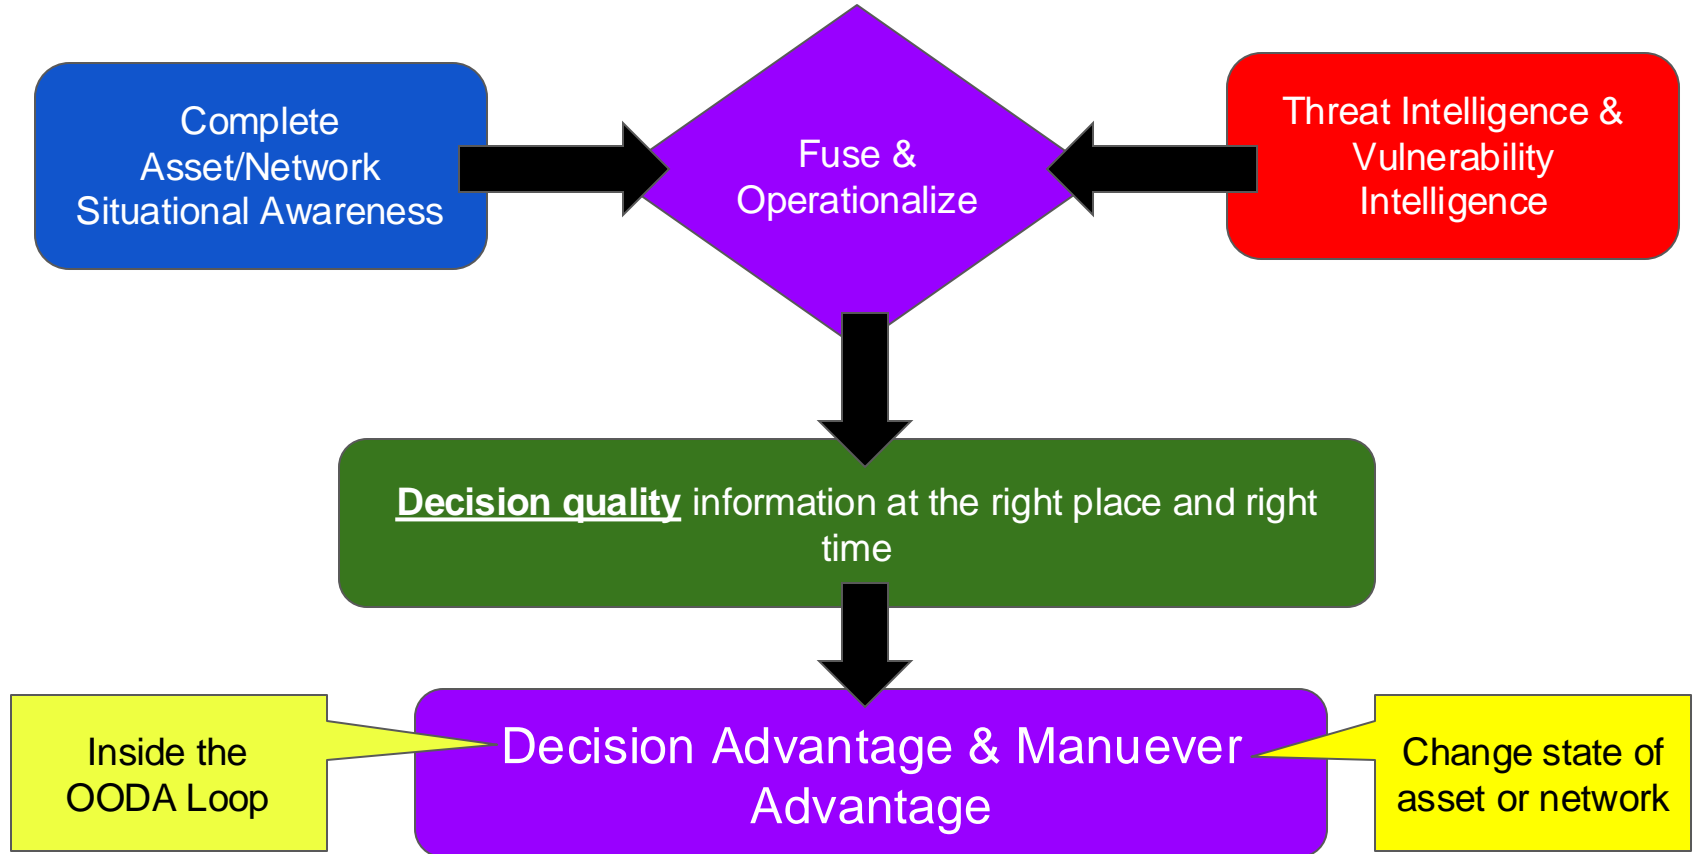 Complete
Asset/Network
Situational Awareness
Fuse &
Operationalize
Threat Intelligence &
Vulnerability
Intelligence
Decision quality information at the right place and right
time
Inside the
OODA Loop
Decision Advantage & Manuever
Advantage
Change state of
asset or network